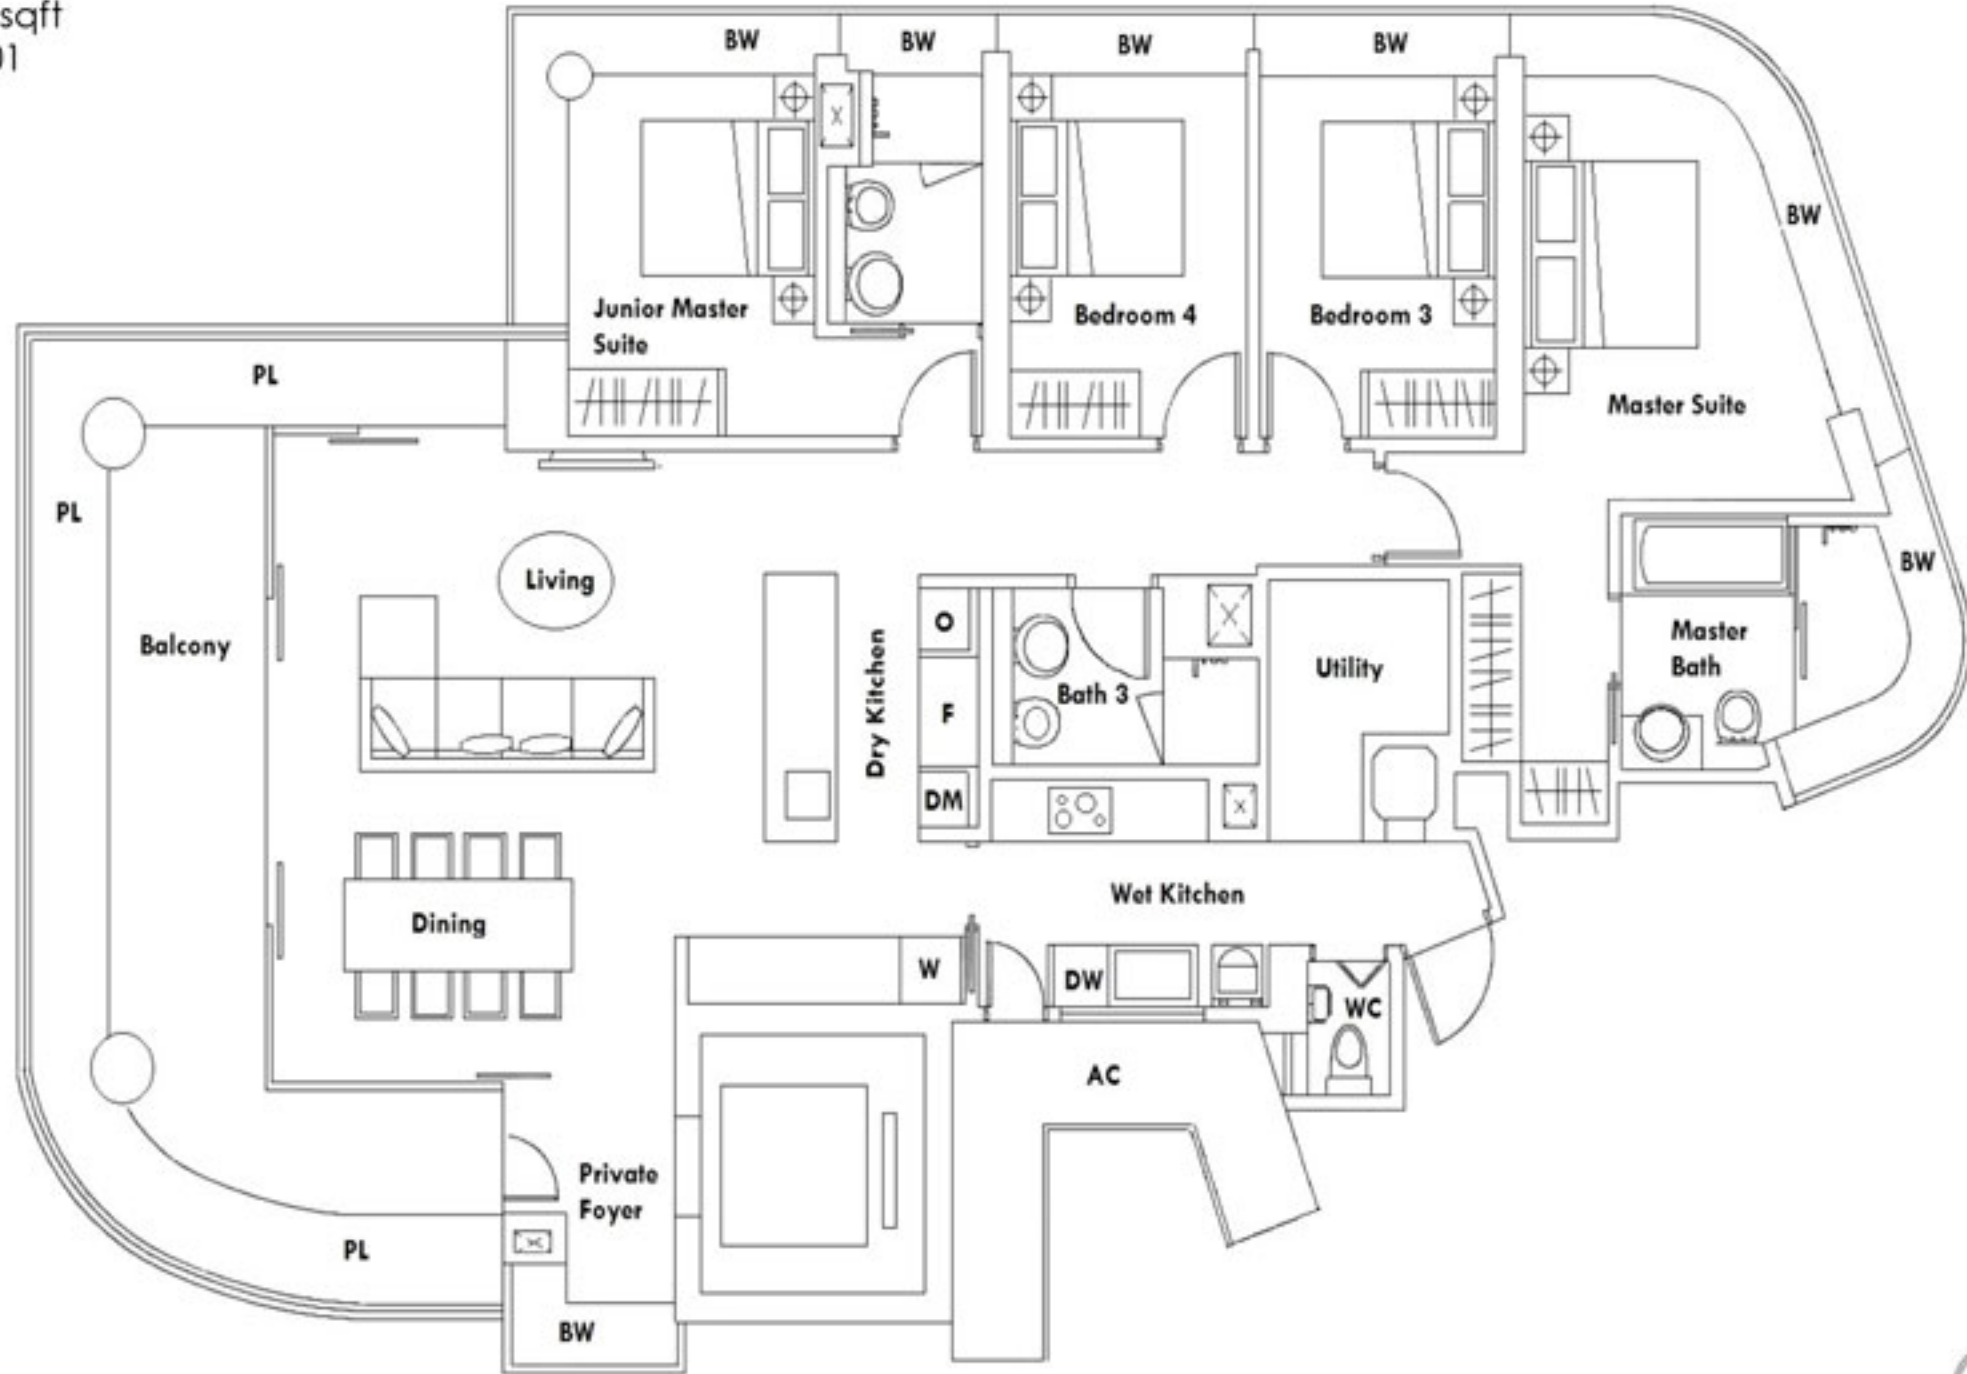 sqft
01
BW
BW
BW
BW
BW
Junior Master
Suite
Bedroom 4
Bedroom 3
Master Suite
PL
PL
Living
Balcony
Dry Kitchen
O
F
DM
Bath 3
Utility
Master
Bath
BW
Dining
Wet Kitchen
W
DW
WC
AC
Private
Foyer
PL
BW